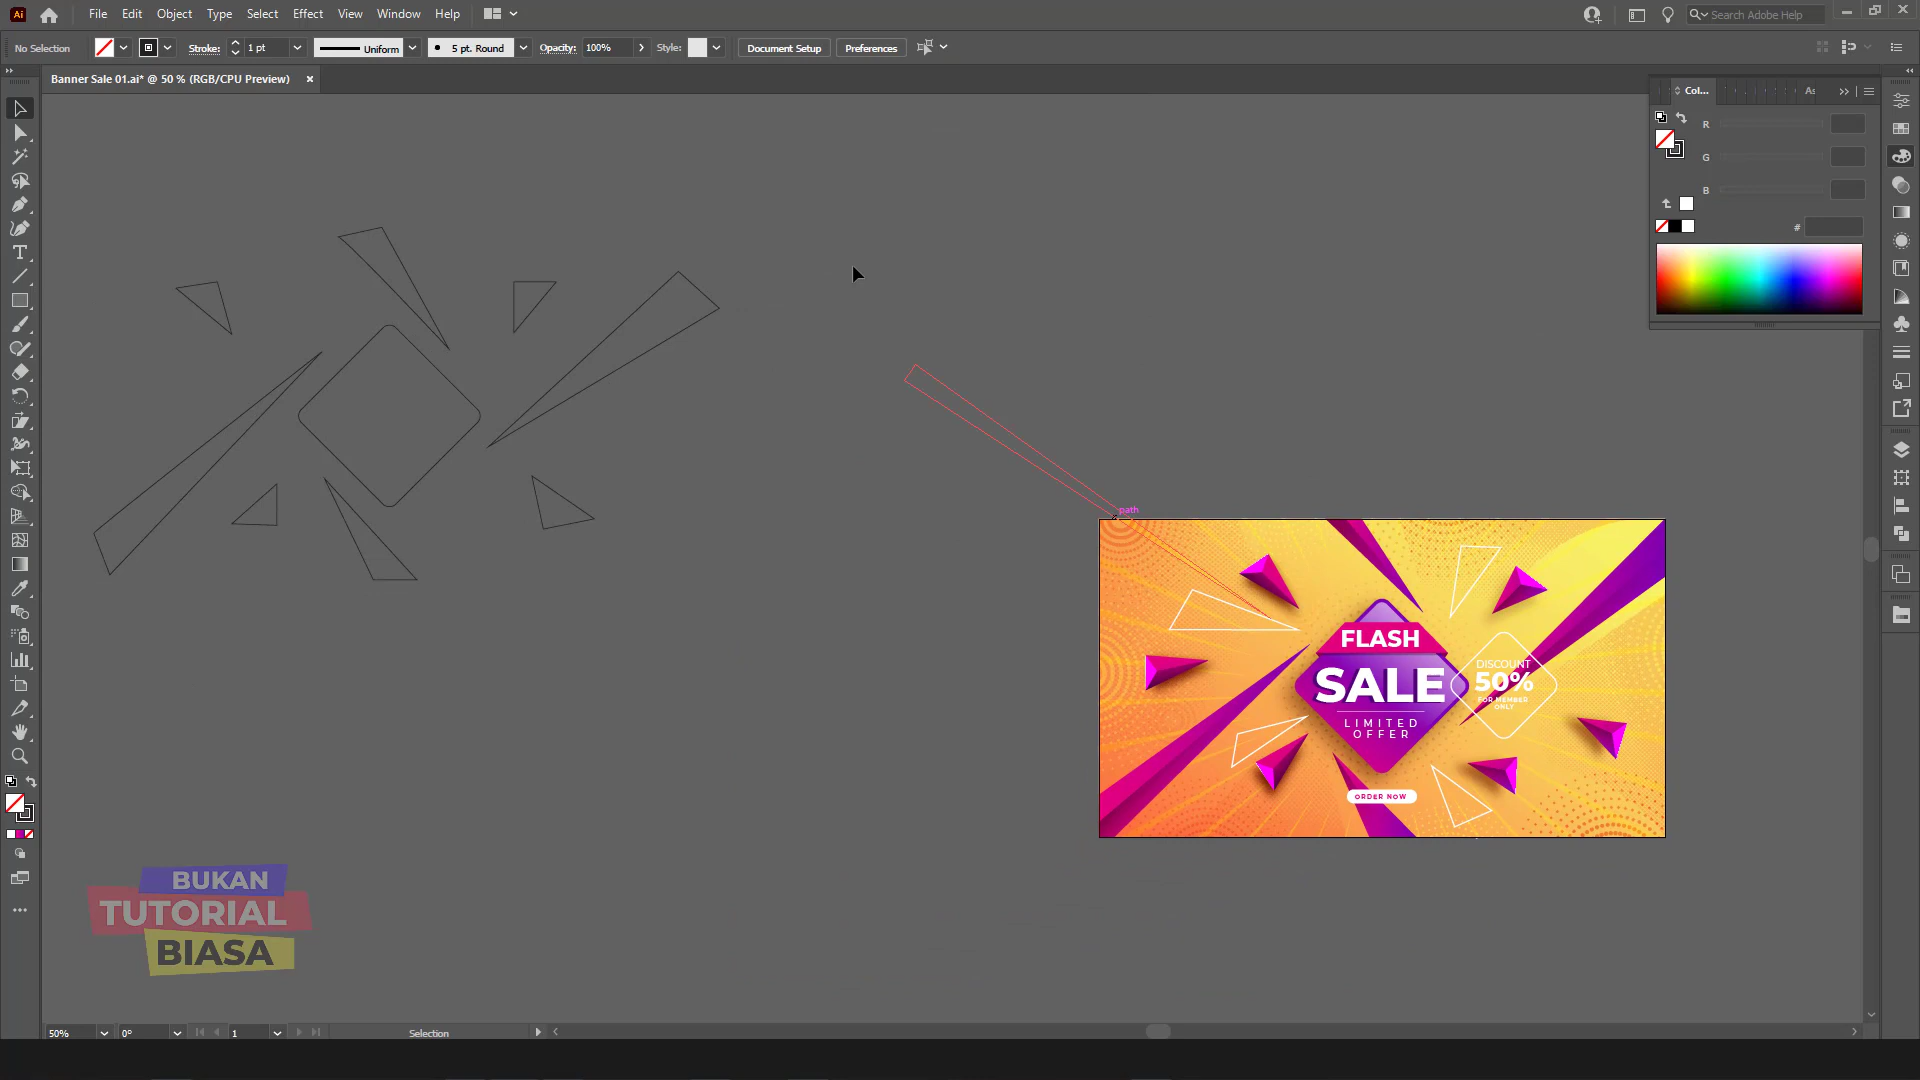 Ai File Edit Object Type Select Effect View Window Help Search Adobe Help
No Selection Stroke: 1 pt Uniform 5 pt. Round Opacity: 100% Style: Document Setup Preferences
Banner Sale 01.ai* @ 50 % (RGB/CPU Preview)
Col... As
R
G
B
#
path
FLASH
SALE
LIMITED
OFFER
DISCOUNT
50%
FOR MEMBER
ONLY
ORDER NOW
BUKAN
TUTORIAL
BIASA
50% 0° 1 Selection